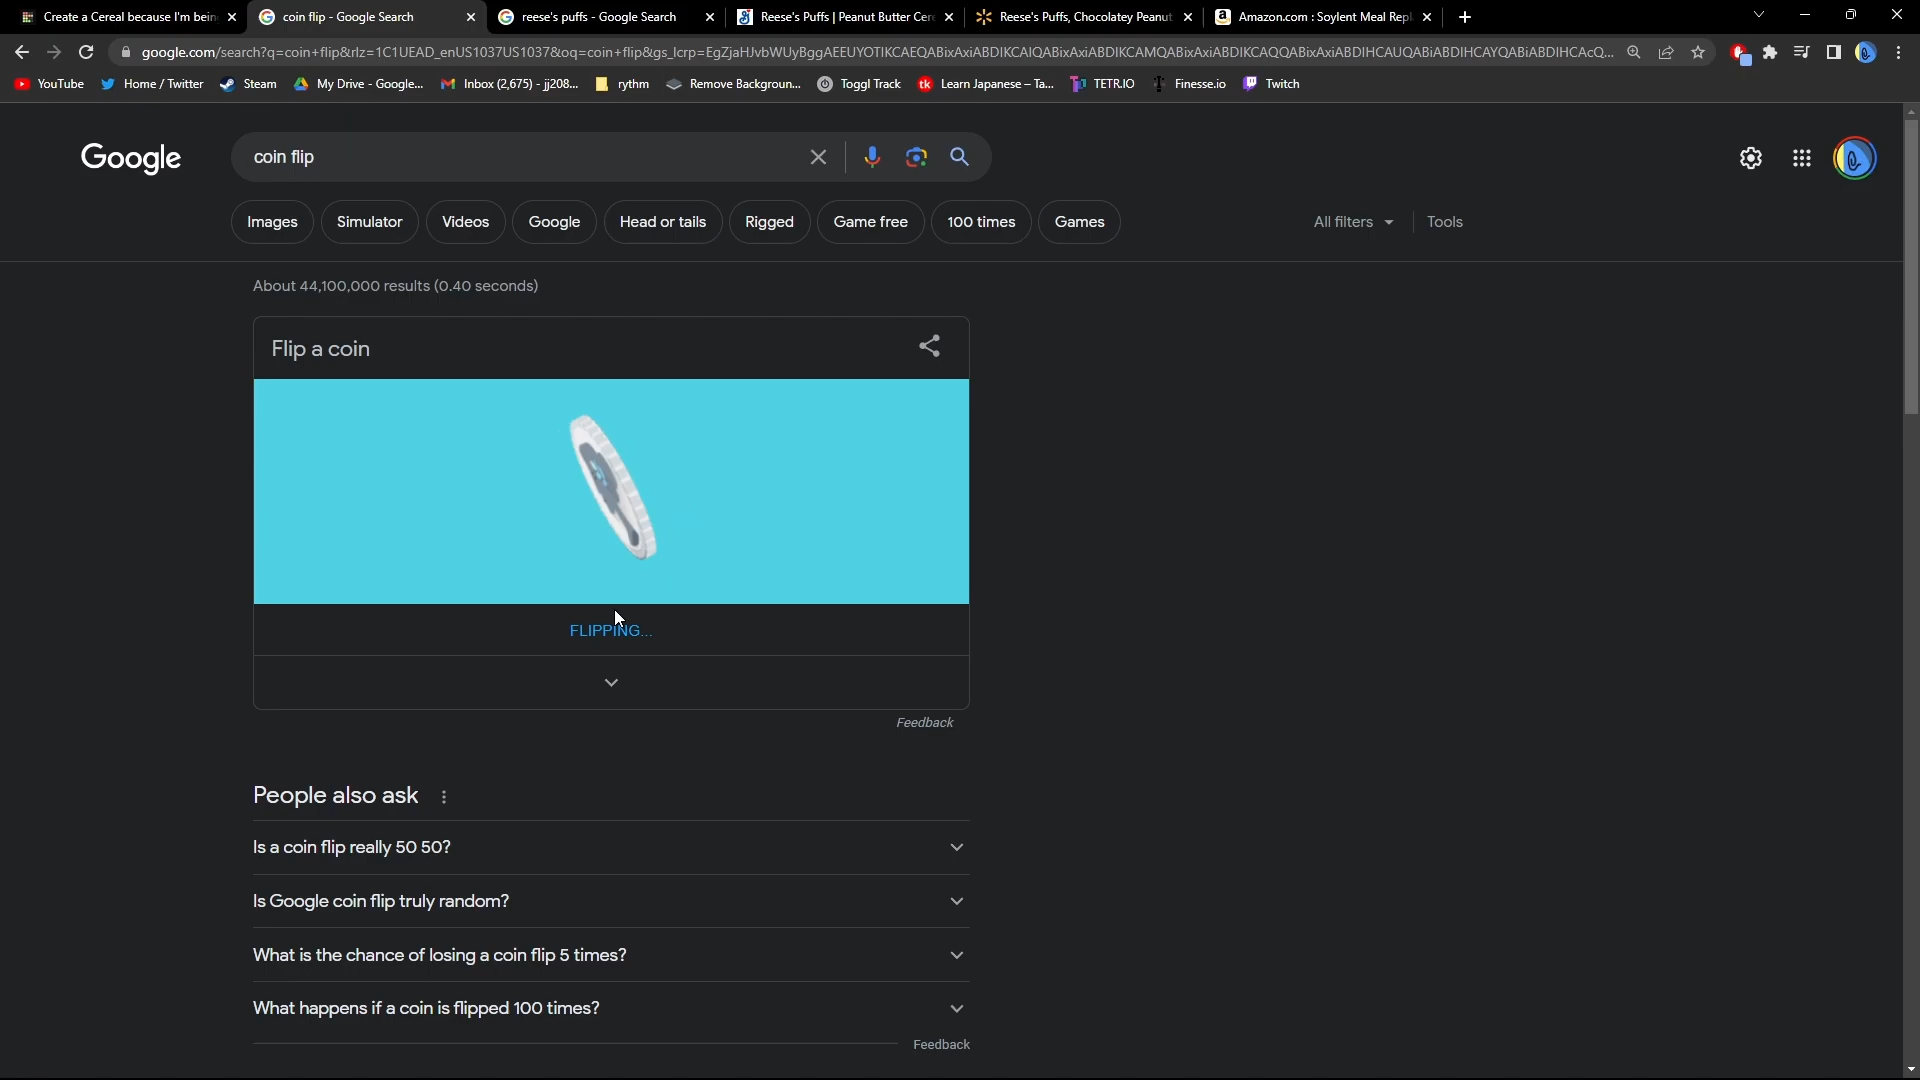 Create a Cereal because I'm bein
coin flip - Google Search
reese's puffs - Google Search
Reese's Puffs | Peanut Butter Cere
Reese's Puffs, Chocolatey Peanut
Amazon.com : Soylent Meal Repl
google.com/search?q=coin+flip&rlz=1C1UEAD_enUS1037US1037&oq=coin+flip&gs_lcrp=EgZjaHJvbWUyBggAEEUYOTIKCAEQABixAxiABDIKCAIQABixAxiABDIKCAMQABixAxiABDIKCAQQABixAxiABDIHCAUQABiABDIHCAYQABiABDIHCAcQ...
YouTube
Home / Twitter
Steam
My Drive - Google...
Inbox (2,675) - jj208...
rythm
Remove Backgroun...
Toggl Track
Learn Japanese – Ta...
TETR.IO
Finesse.io
Twitch
Google
coin flip
Images
Simulator
Videos
Google
Head or tails
Rigged
Game free
100 times
Games
All filters
Tools
About 44,100,000 results (0.40 seconds)
Flip a coin
FLIPPING...
Feedback
People also ask
Is a coin flip really 50 50?
Is Google coin flip truly random?
What is the chance of losing a coin flip 5 times?
What happens if a coin is flipped 100 times?
Feedback